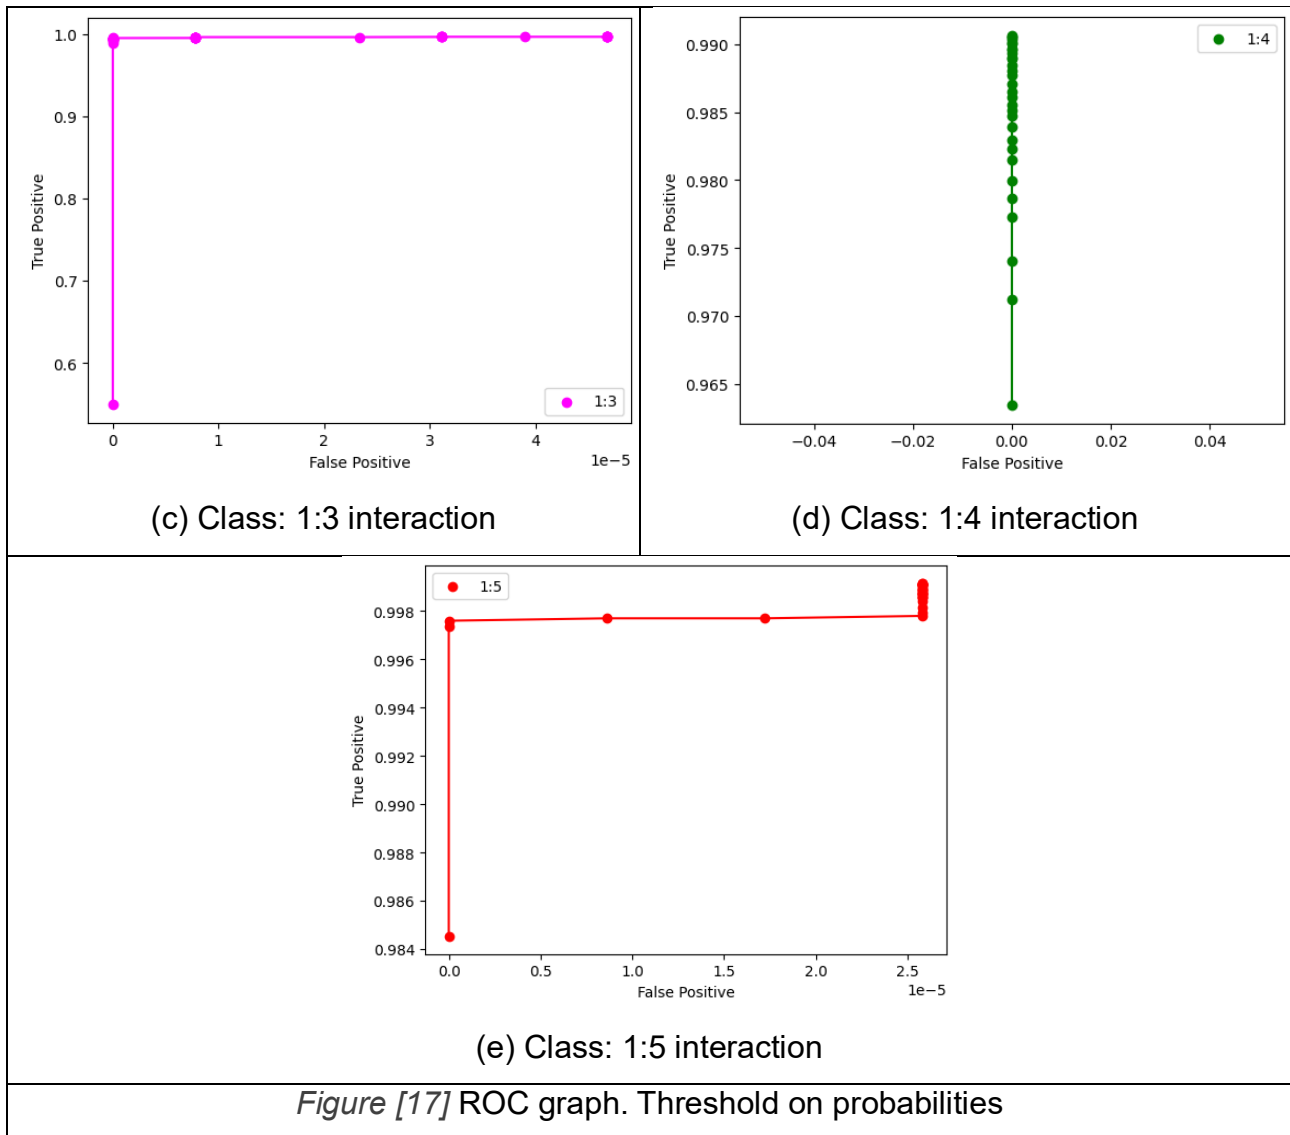 1.0
0.9
0.8
0.7
0.6
True Positive
0 1 2 3 4
1e−5
False Positive
1:3
(c) Class: 1:3 interaction
0.990
0.985
0.980
0.975
0.970
0.965
True Positive
−0.04 −0.02 0.00 0.02 0.04
False Positive
1:4
(d) Class: 1:4 interaction
1:5
0.998
0.996
0.994
0.992
0.990
0.988
0.986
0.984
True Positive
0.0 0.5 1.0 1.5 2.0 2.5
1e−5
False Positive
(e) Class: 1:5 interaction
Figure [17] ROC graph. Threshold on probabilities